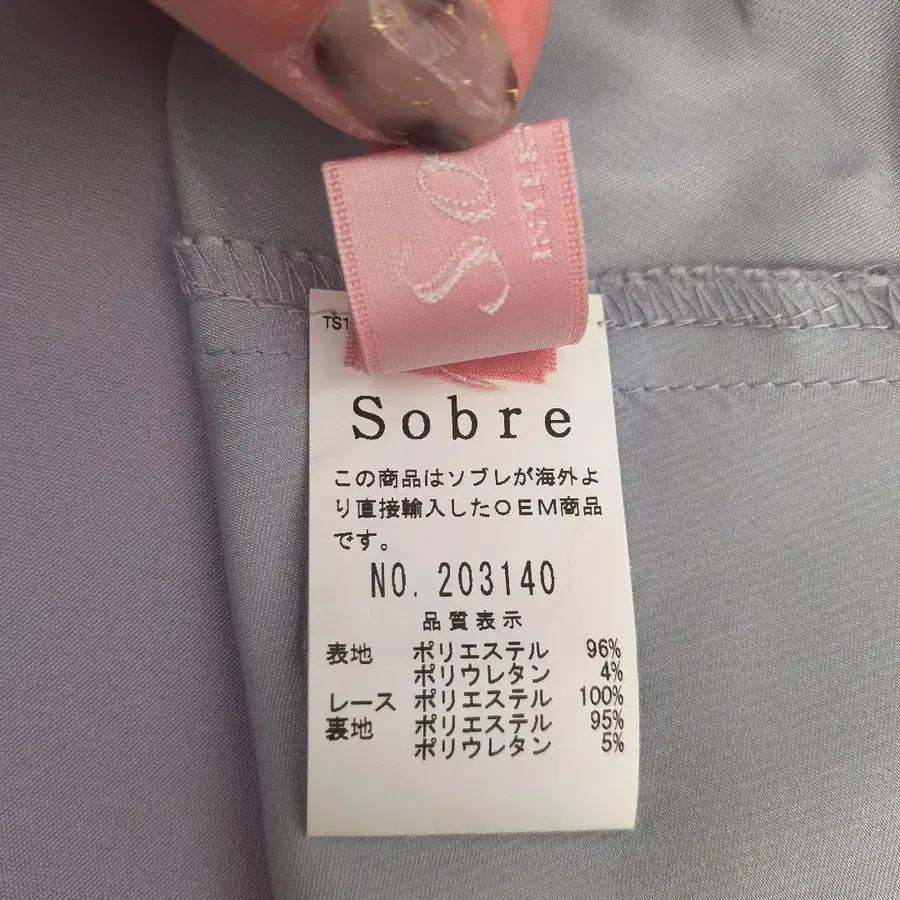 So
TS1
Sobre
この商品はソブレが海外よ
り直接輸入したOEM商品
です。
NO. 203140
品質表示
表地 ポリエステル 96%
ポリウレタン 4%
レース ポリエステル 100%
裏地 ポリエステル 95%
ポリウレタン 5%